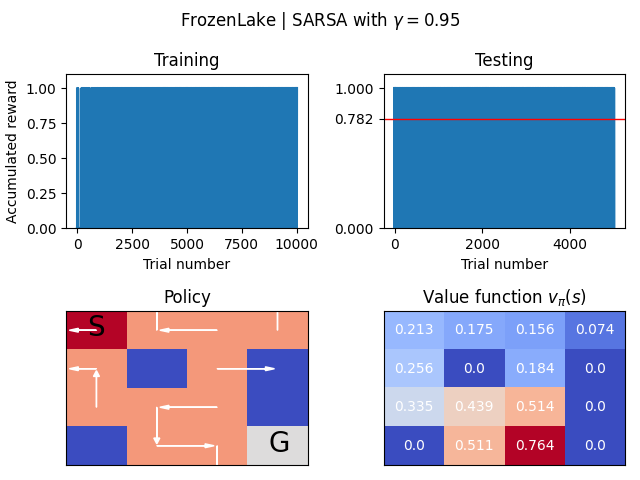 FrozenLake | SARSA with γ = 0.95
Training
Testing
Accumulated reward
1.00
0.75
0.50
0.25
0.00
0
2500
5000
7500
10000
Trial number
1.000
0.782
0.000
0
2000
4000
Trial number
Policy
S
G
Value function vπ(s)
0.213 0.175 0.156 0.074
0.256 0.0 0.184 0.0
0.335 0.439 0.514 0.0
0.0 0.511 0.764 0.0